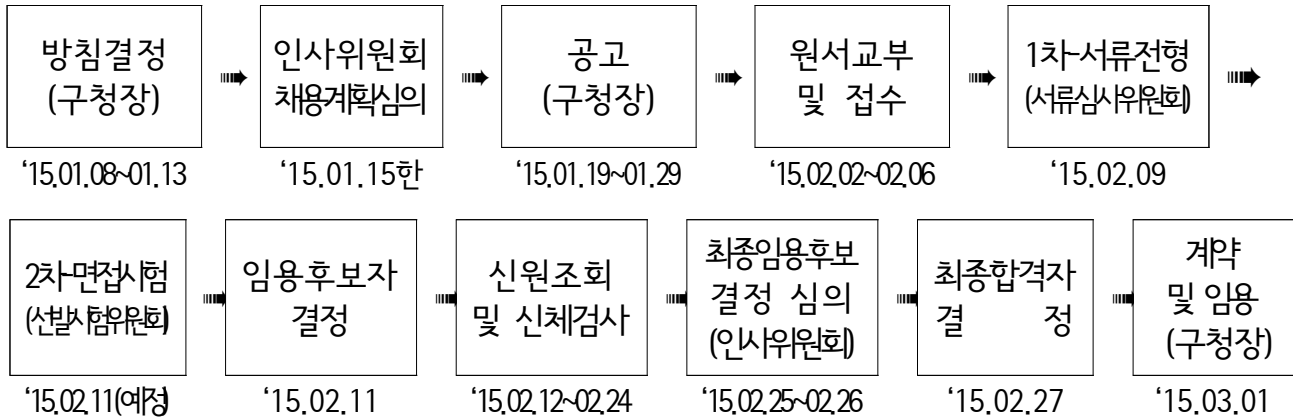 방침결정
(구청장)
인사위원회
채용계획심의
공고
(구청장)
원서교부
및 접수
1차-서류전형
(서류심사위원회)
‘15.01.08~01.13
‘15.01.15한
‘15.01.19~01.29
‘15.02.02~02.06
‘15.02.09
2차-면접시험
(선발시험위원회)
임용후보자
결정
신원조회
및 신체검사
최종임용후보
결정 심의
(인사위원회)
최종합격자
결 정
계약
및 임용
(구청장)
‘15.02.11(예정)
‘15.02.11
‘15.02.12~02.24
‘15.02.25~02.26
‘15.02.27
‘15.03.01